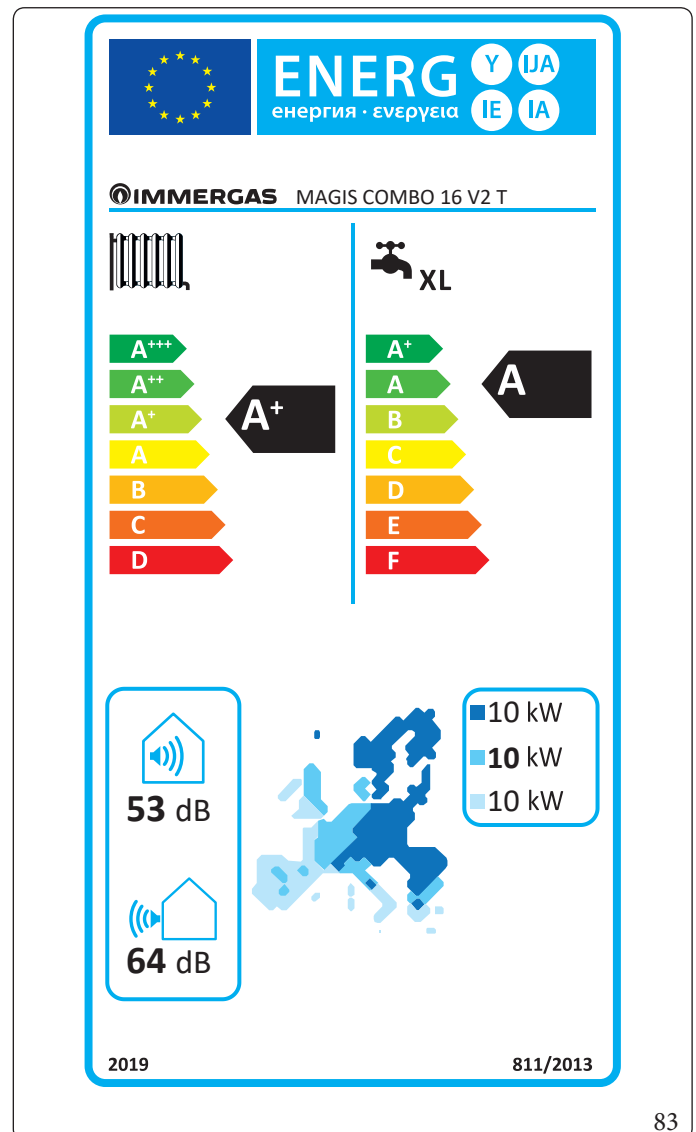 ENERG Y IJA
енергия · ενεργεια IE IA
IMMERGAS MAGIS COMBO 16 V2 T
XL
A+++
A++
A+
A
B
C
D
A+
A+
A
B
C
D
E
F
A
53 dB
64 dB
10 kW
10 kW
10 kW
2019 811/2013
83